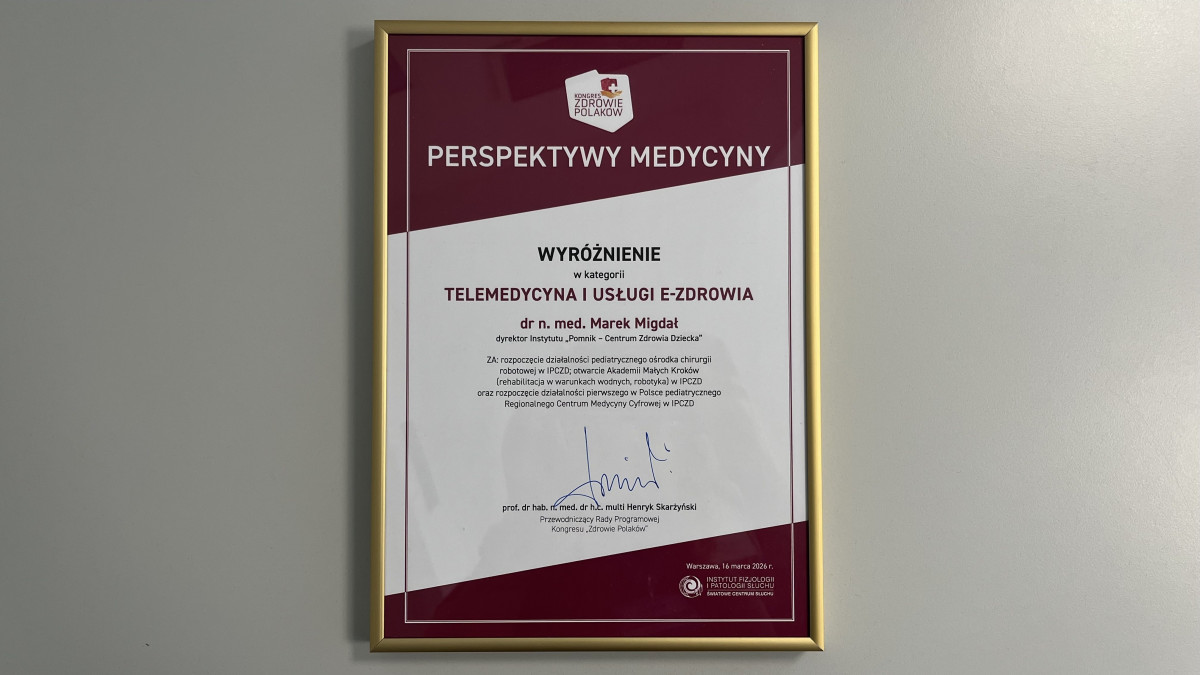 KONGRES
ZDROWIE
POLAKÓW
PERSPEKTYWY MEDYCYNY
WYRÓŻNIENIE
w kategorii
TELEMEDYCYNA I USŁUGI E-ZDROWIA
dr n. med. Marek Migdał
dyrektor Instytutu „Pomnik – Centrum Zdrowia Dziecka”
ZA: rozpoczęcie działalności pediatrycznego ośrodka chirurgii
robotowej w IPCZD; otwarcie Akademii Małych Kroków
(rehabilitacja w warunkach wodnych, robotyka) w IPCZD
oraz rozpoczęcie działalności pierwszego w Polsce pediatrycznego
Regionalnego Centrum Medycyny Cyfrowej w IPCZD
prof. dr hab. n. med. dr h.c. multi Henryk Skarżyński
Przewodniczący Rady Programowej
Kongresu „Zdrowie Polaków”
Warszawa, 16 marca 2026 r.
INSTYTUT FIZJOLOGII
I PATOLOGII SŁUCHU
ŚWIATOWE CENTRUM SŁUCHU